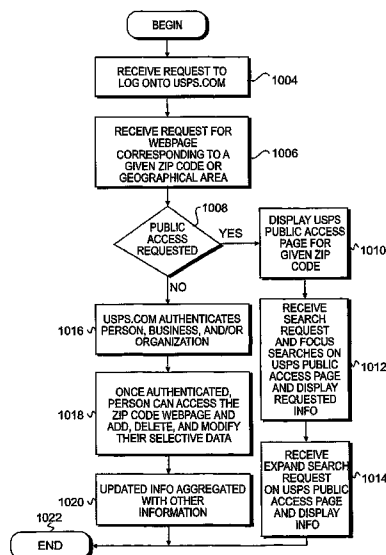 BEGIN
RECEIVE REQUEST TO
LOG ONTO USPS.COM
1004
RECEIVE REQUEST FOR
WEBPAGE
CORRESPONDING TO A
GIVEN ZIP CODE OR
GEOGRAPHICAL AREA
1006
1008
PUBLIC
ACCESS
REQUESTED
YES
NO
DISPLAY USPS
PUBLIC ACCESS
PAGE FOR
GIVEN ZIP
CODE
1010
1016
USPS.COM AUTHENTICATES
PERSON, BUSINESS, AND/OR
ORGANIZATION
RECEIVE
SEARCH
REQUEST
AND FOCUS
SEARCHES ON
USPS PUBLIC
ACCESS PAGE
AND DISPLAY
REQUESTED
INFO
1012
1018
ONCE AUTHENTICATED,
PERSON CAN ACCESS THE
ZIP CODE WEBPAGE AND
ADD, DELETE, AND MODIFY
THEIR SELECTIVE DATA
1020
UPDATED INFO AGGREGATED
WITH OTHER
INFORMATION
RECEIVE
EXPAND SEARCH
REQUEST
ON USPS PUBLIC
ACCESS PAGE
AND DISPLAY
INFO
1014
1022
END